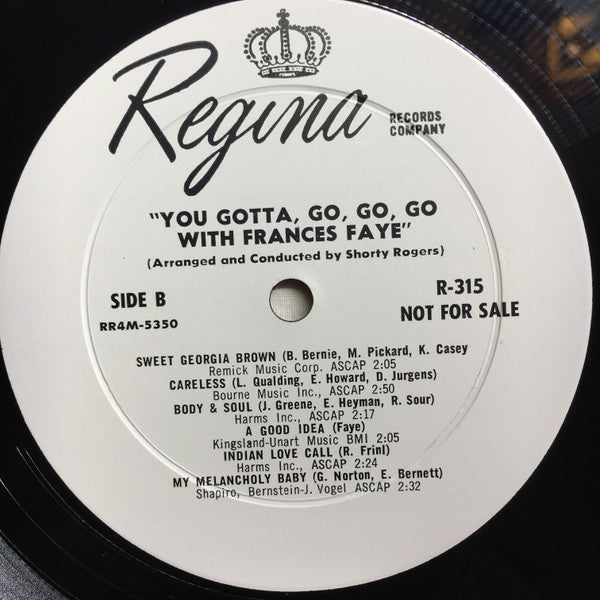 Regina
RECORDS
COMPANY
"YOU GOTTA, GO, GO, GO
WITH FRANCES FAYE"
(Arranged and Conducted by Shorty Rogers)
SIDE B
R-315
RR4M-5350
NOT FOR SALE
SWEET GEORGIA BROWN (B. Bernie, M. Pickard, K. Casey
Remick Music Corp. ASCAP 2:05
CARELESS (L. Qualding, E. Howard, D. Jurgens)
Bourne Music Inc., ASCAP 2:50
BODY & SOUL (J. Greene, E. Heyman, R. Sour)
Harms Inc., ASCAP 2:17
A GOOD IDEA (Faye)
Kingsland-Unart Music BMI 2:05
INDIAN LOVE CALL (R. Frinl)
Harms Inc., ASCAP 2:24
MY MELANCHOLY BABY (G. Norton, E. Bernett)
Shapiro, Bernstein-J. Vogel ASCAP 2:32